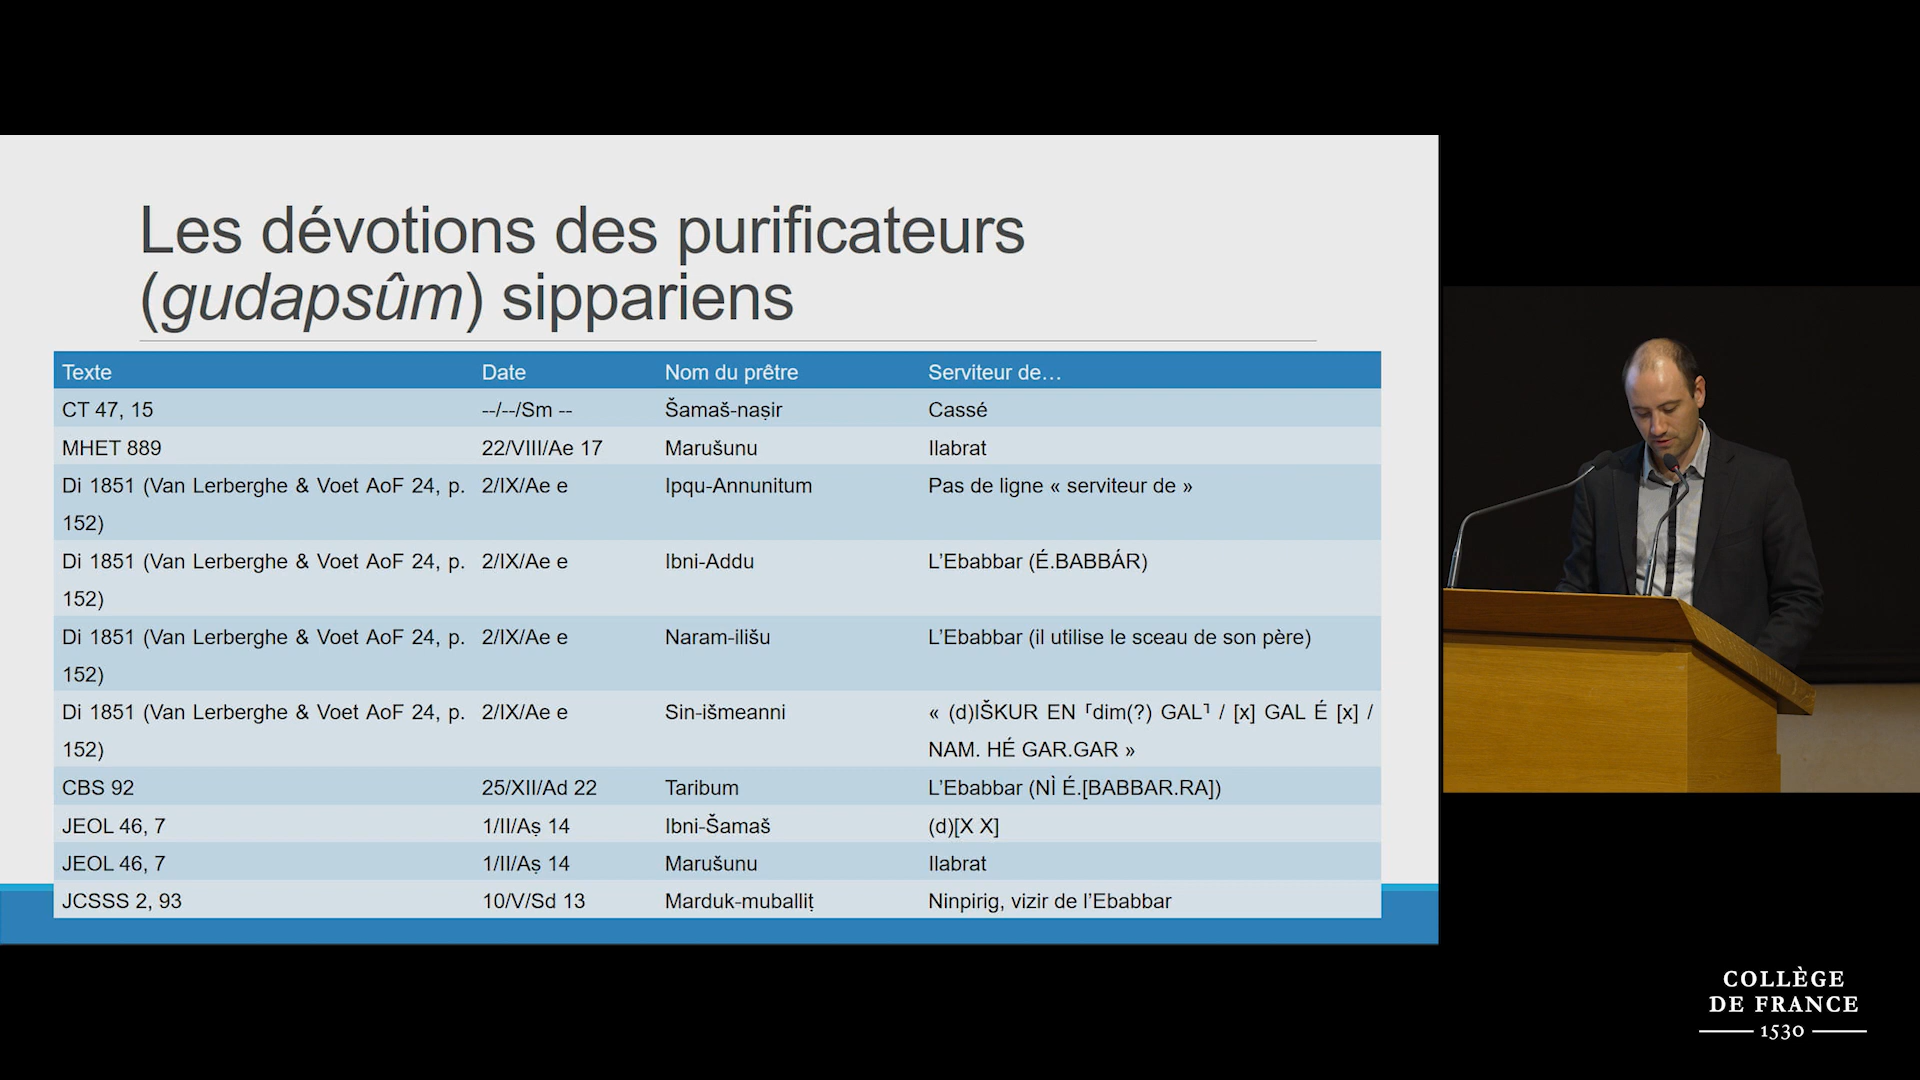 Les dévotions des purificateurs
(gudapsûm) sippariens
Texte Date Nom du prêtre Serviteur de…
CT 47, 15 --/--/Sm -- Šamaš-naṣir Cassé
MHET 889 22/VIII/Ae 17 Marušunu Ilabrat
Di 1851 (Van Lerberghe & Voet AoF 24, p. 2/IX/Ae e Ipqu-Annunitum Pas de ligne « serviteur de »
152)
Di 1851 (Van Lerberghe & Voet AoF 24, p. 2/IX/Ae e Ibni-Addu L’Ebabbar (É.BABBÁR)
152)
Di 1851 (Van Lerberghe & Voet AoF 24, p. 2/IX/Ae e Naram-ilišu L’Ebabbar (il utilise le sceau de son père)
152)
Di 1851 (Van Lerberghe & Voet AoF 24, p. 2/IX/Ae e Sin-išmeanni « (d)IŠKUR EN ⸢dim(?) GAL⸣ / [x] GAL É [x] /
152) NAM. HÉ GAR.GAR »
CBS 92 25/XII/Ad 22 Taribum L’Ebabbar (NÌ É.[BABBAR.RA])
JEOL 46, 7 1/II/Aṣ 14 Ibni-Šamaš (d)[X X]
JEOL 46, 7 1/II/Aṣ 14 Marušunu Ilabrat
JCSSS 2, 93 10/V/Sd 13 Marduk-muballiṭ Ninpirig, vizir de l’Ebabbar
COLLÈGE
DE FRANCE
1530